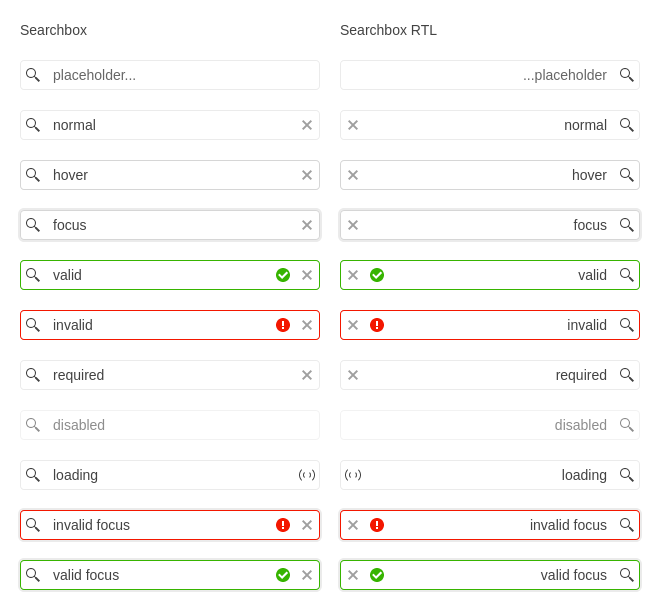 Searchbox
placeholder...
normal
hover
focus
valid
invalid
required
disabled
loading
invalid focus
valid focus
Searchbox RTL
...placeholder
normal
hover
focus
valid
invalid
required
disabled
loading
invalid focus
valid focus